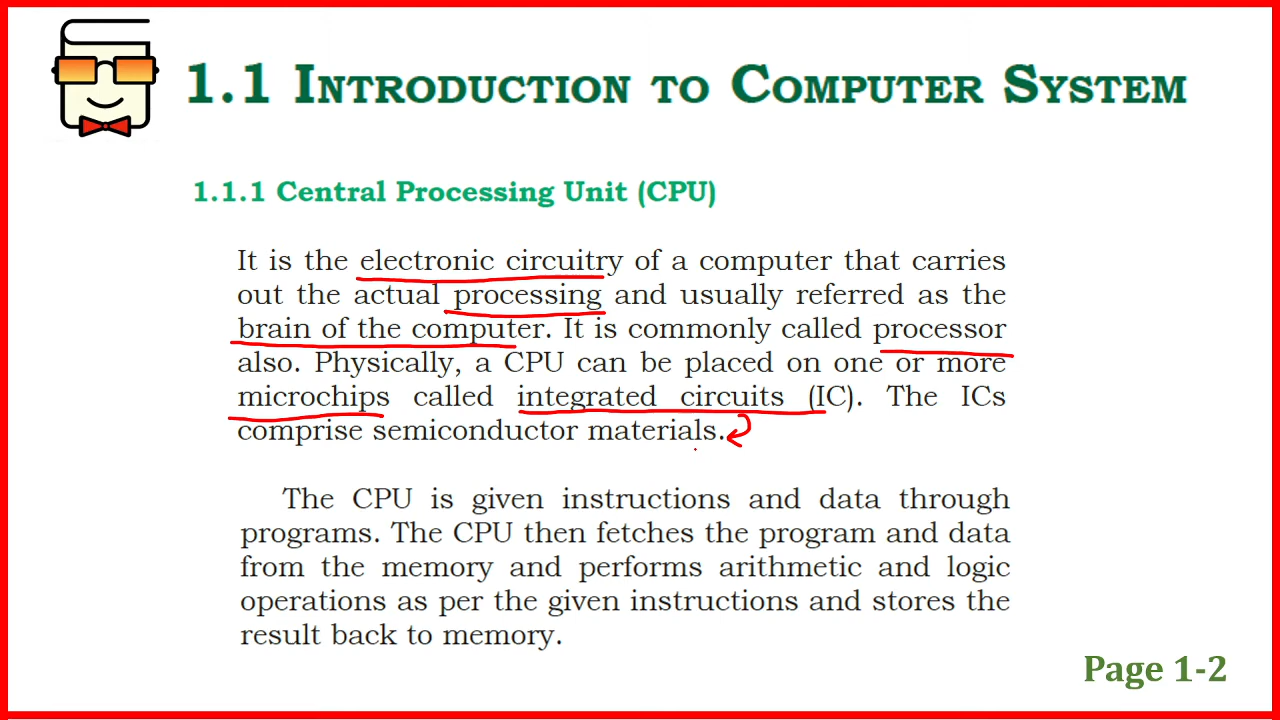 1.1 INTRODUCTION TO COMPUTER SYSTEM
1.1.1 Central Processing Unit (CPU)
It is the electronic circuitry of a computer that carries
out the actual processing and usually referred as the
brain of the computer. It is commonly called processor
also. Physically, a CPU can be placed on one or more
microchips called integrated circuits (IC). The ICs
comprise semiconductor materials.
The CPU is given instructions and data through
programs. The CPU then fetches the program and data
from the memory and performs arithmetic and logic
operations as per the given instructions and stores the
result back to memory.
Page 1-2